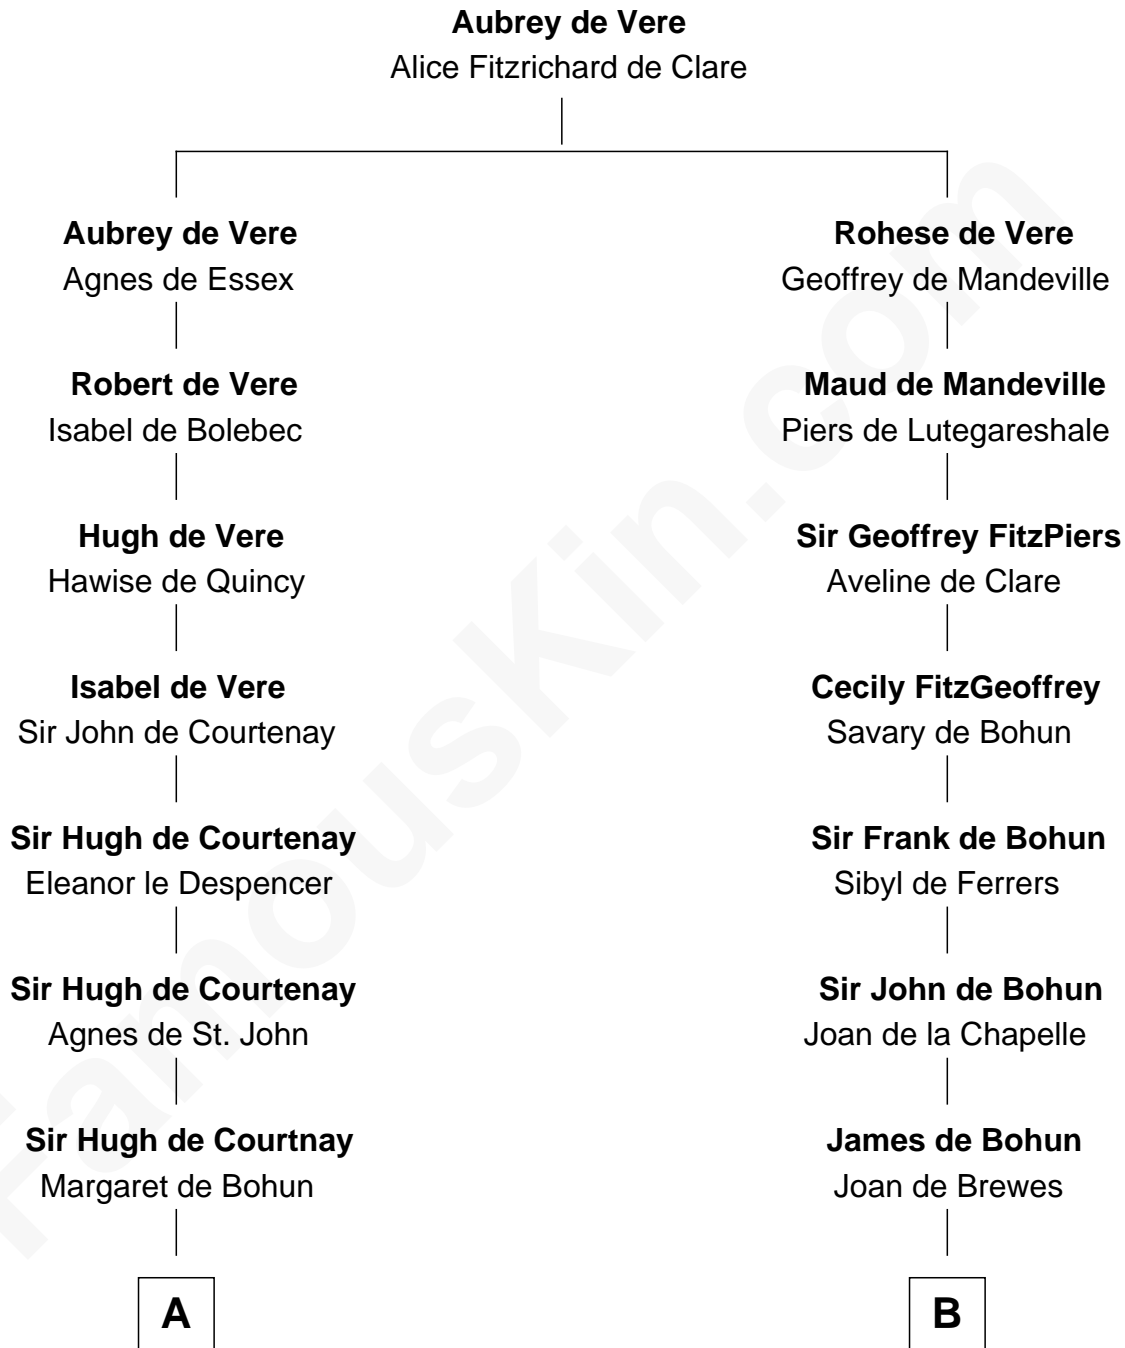 Aubrey de Vere
Alice Fitzrichard de Clare
Aubrey de Vere
Agnes de Essex
Rohese de Vere
Geoffrey de Mandeville
Robert de Vere
Isabel de Bolebec
Maud de Mandeville
Piers de Lutegareshale
Hugh de Vere
Hawise de Quincy
Sir Geoffrey FitzPiers
Aveline de Clare
Isabel de Vere
Sir John de Courtenay
Cecily FitzGeoffrey
Savary de Bohun
Sir Hugh de Courtenay
Eleanor le Despencer
Sir Frank de Bohun
Sibyl de Ferrers
Sir Hugh de Courtenay
Agnes de St. John
Sir John de Bohun
Joan de la Chapelle
Sir Hugh de Courtnay
Margaret de Bohun
James de Bohun
Joan de Brewes
A
B
FamousKin.com